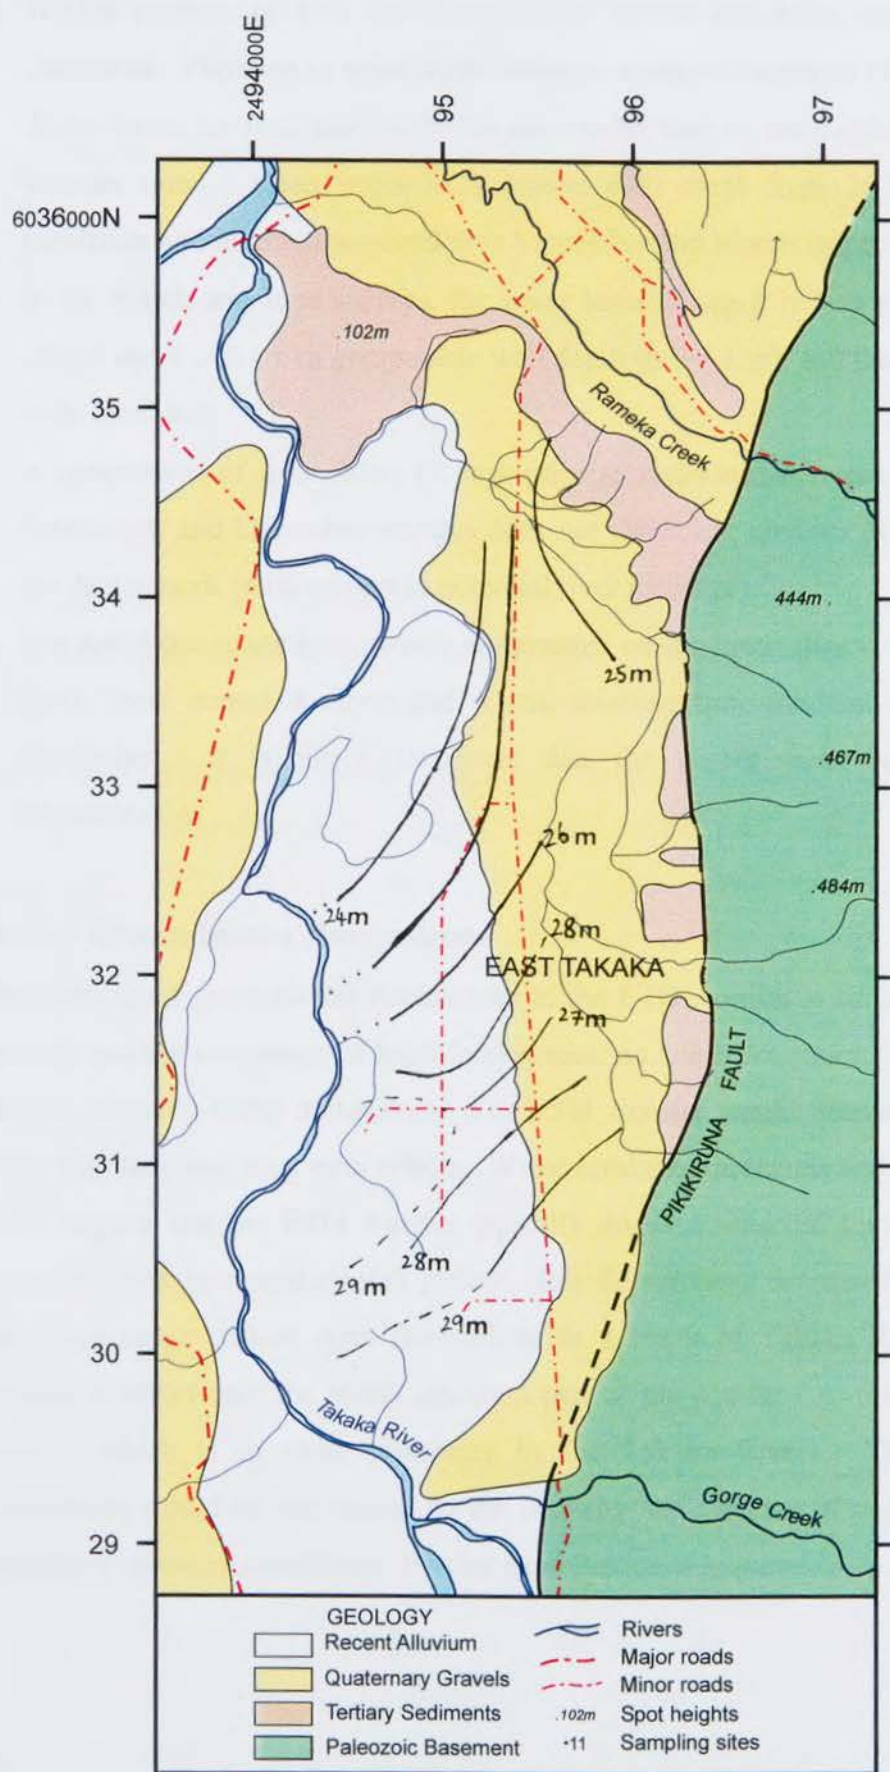 2494000E
95
96
97
6036000N
.102m
35
Rameka Creek
34
444m.
25m
33
.467m
26m
.484m
24m
28m
32
EAST TAKAKA
27m
PIKIKIRUNA FAULT
31
28m
29m
29m
30
Takaka River
Gorge Creek
29
GEOLOGY
Recent Alluvium
Quaternary Gravels
Tertiary Sediments
Paleozoic Basement
Rivers
Major roads
Minor roads
.102m Spot heights
•11 Sampling sites